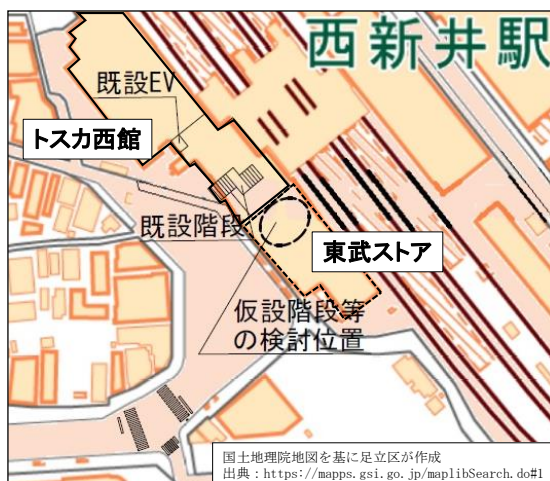 西新井駅
既設EV
トスカ西館
既設階段
東武ストア
仮設階段等
の検討位置
国土地理院地図を基に足立区が作成
出典：https://mapps.gsi.go.jp/maplibSearch.do#1